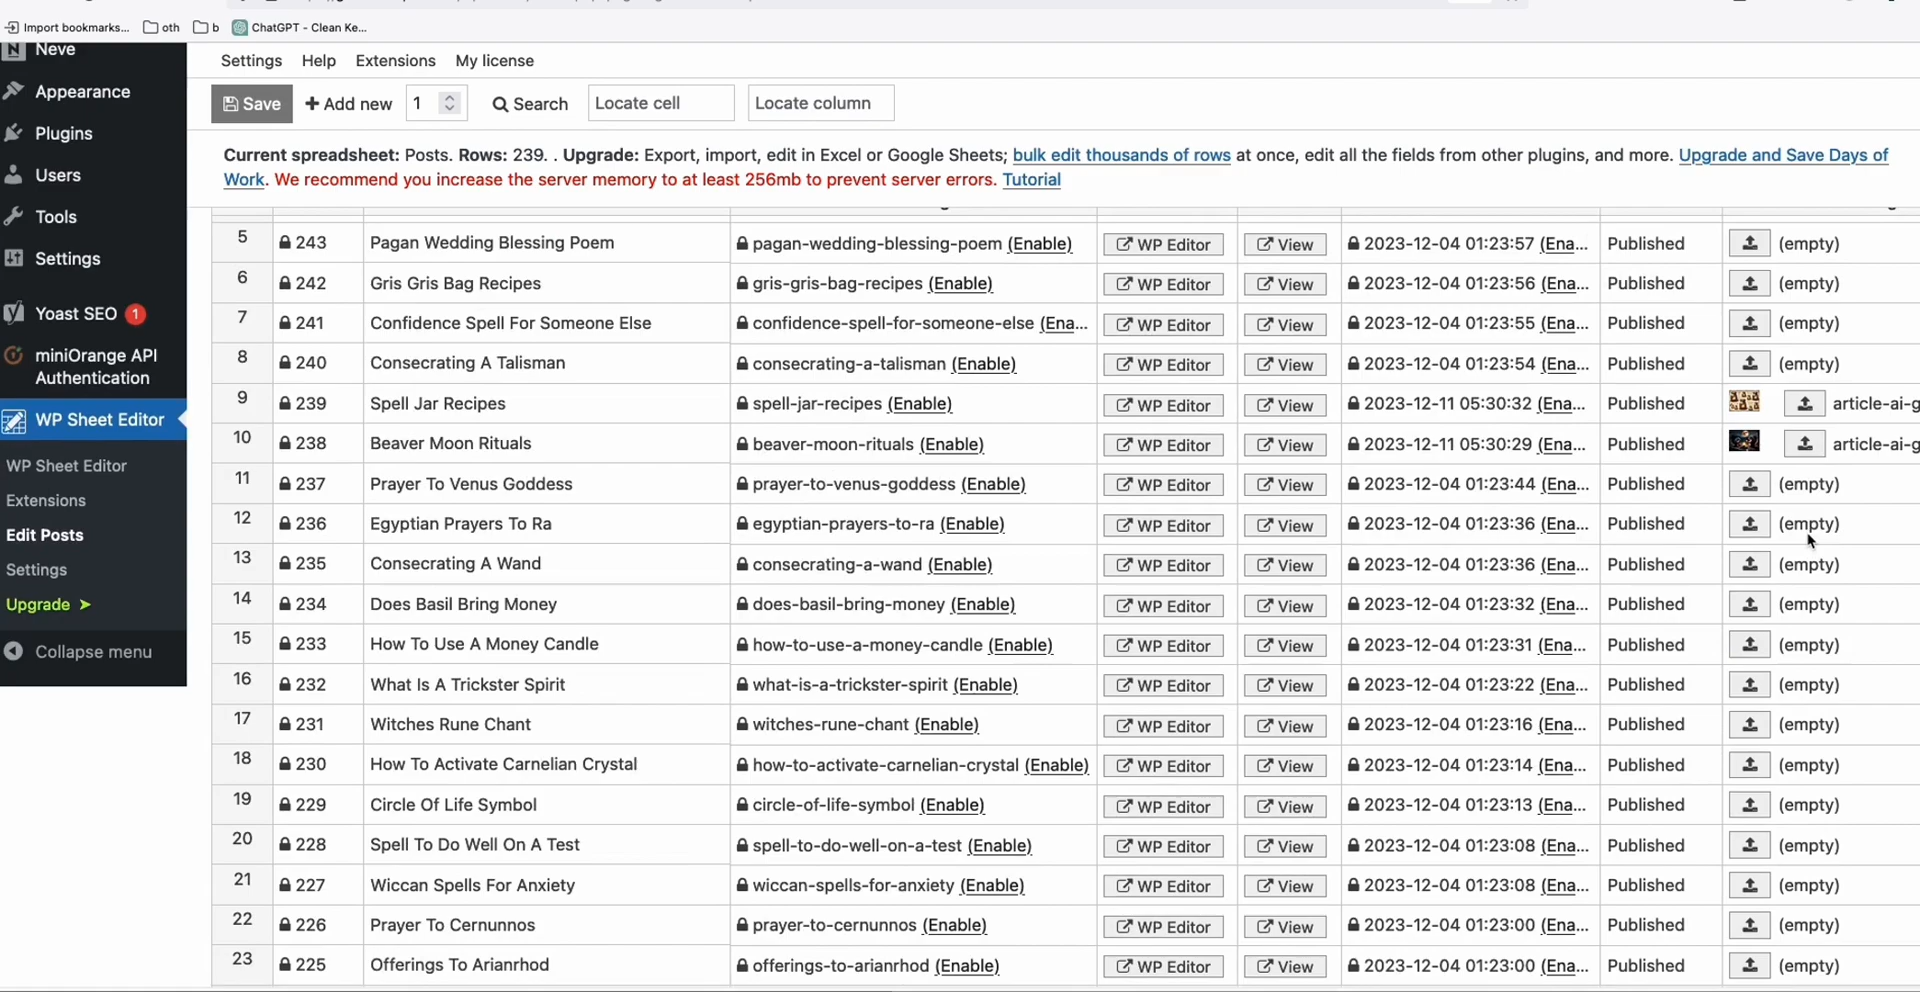 Import bookmarks... oth b ChatGPT - Clean Ke...
Neve
Appearance
Plugins
Users
Tools
Settings
Yoast SEO 1
miniOrange API
Authentication
WP Sheet Editor
WP Sheet Editor
Extensions
Edit Posts
Settings
Upgrade ➤
Collapse menu
Settings Help Extensions My license
Save + Add new 1 Search Locate cell Locate column
Current spreadsheet: Posts. Rows: 239. . Upgrade: Export, import, edit in Excel or Google Sheets; bulk edit thousands of rows at once, edit all the fields from other plugins, and more. Upgrade and Save Days of
Work. We recommend you increase the server memory to at least 256mb to prevent server errors. Tutorial
5 243 Pagan Wedding Blessing Poem pagan-wedding-blessing-poem (Enable) WP Editor View 2023-12-04 01:23:57 (Ena... Published (empty)
6 242 Gris Gris Bag Recipes gris-gris-bag-recipes (Enable) WP Editor View 2023-12-04 01:23:56 (Ena... Published (empty)
7 241 Confidence Spell For Someone Else confidence-spell-for-someone-else (Ena... WP Editor View 2023-12-04 01:23:55 (Ena... Published (empty)
8 240 Consecrating A Talisman consecrating-a-talisman (Enable) WP Editor View 2023-12-04 01:23:54 (Ena... Published (empty)
9 239 Spell Jar Recipes spell-jar-recipes (Enable) WP Editor View 2023-12-11 05:30:32 (Ena... Published article-ai-g
10 238 Beaver Moon Rituals beaver-moon-rituals (Enable) WP Editor View 2023-12-11 05:30:29 (Ena... Published article-ai-g
11 237 Prayer To Venus Goddess prayer-to-venus-goddess (Enable) WP Editor View 2023-12-04 01:23:44 (Ena... Published (empty)
12 236 Egyptian Prayers To Ra egyptian-prayers-to-ra (Enable) WP Editor View 2023-12-04 01:23:36 (Ena... Published (empty)
13 235 Consecrating A Wand consecrating-a-wand (Enable) WP Editor View 2023-12-04 01:23:36 (Ena... Published (empty)
14 234 Does Basil Bring Money does-basil-bring-money (Enable) WP Editor View 2023-12-04 01:23:32 (Ena... Published (empty)
15 233 How To Use A Money Candle how-to-use-a-money-candle (Enable) WP Editor View 2023-12-04 01:23:31 (Ena... Published (empty)
16 232 What Is A Trickster Spirit what-is-a-trickster-spirit (Enable) WP Editor View 2023-12-04 01:23:22 (Ena... Published (empty)
17 231 Witches Rune Chant witches-rune-chant (Enable) WP Editor View 2023-12-04 01:23:16 (Ena... Published (empty)
18 230 How To Activate Carnelian Crystal how-to-activate-carnelian-crystal (Enable) WP Editor View 2023-12-04 01:23:14 (Ena... Published (empty)
19 229 Circle Of Life Symbol circle-of-life-symbol (Enable) WP Editor View 2023-12-04 01:23:13 (Ena... Published (empty)
20 228 Spell To Do Well On A Test spell-to-do-well-on-a-test (Enable) WP Editor View 2023-12-04 01:23:08 (Ena... Published (empty)
21 227 Wiccan Spells For Anxiety wiccan-spells-for-anxiety (Enable) WP Editor View 2023-12-04 01:23:08 (Ena... Published (empty)
22 226 Prayer To Cernunnos prayer-to-cernunnos (Enable) WP Editor View 2023-12-04 01:23:00 (Ena... Published (empty)
23 225 Offerings To Arianrhod offerings-to-arianrhod (Enable) WP Editor View 2023-12-04 01:23:00 (Ena... Published (empty)